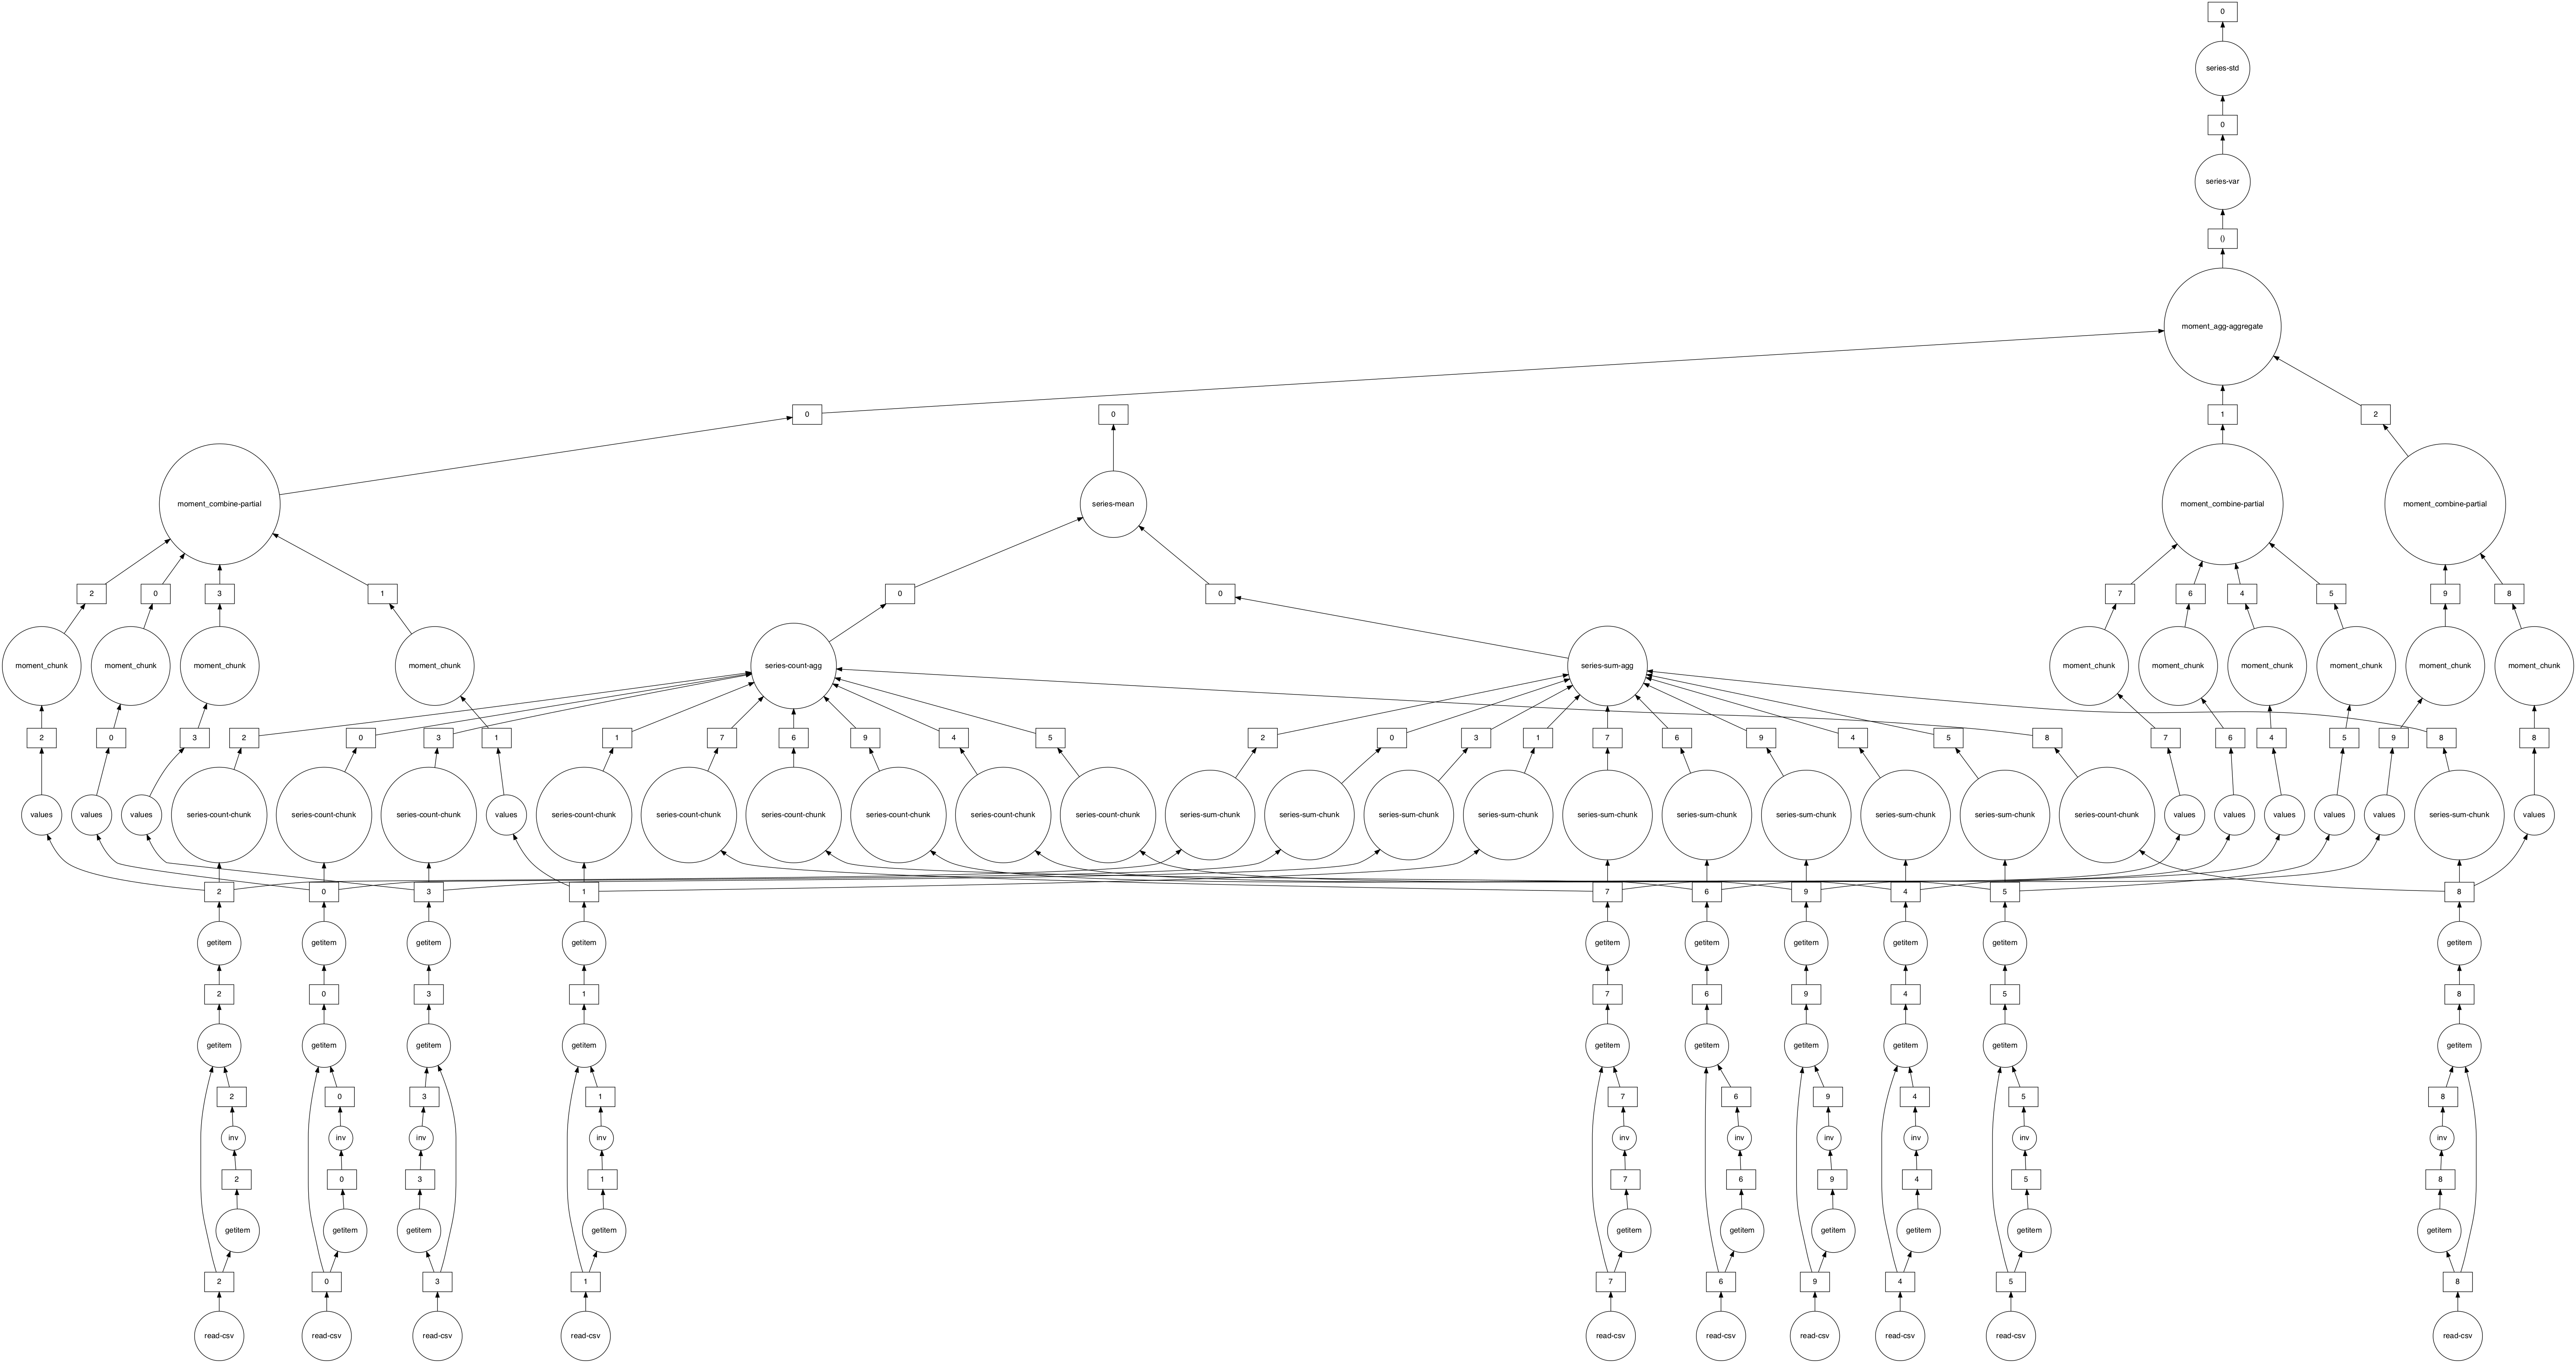 0
series-std
0
series-var
()
moment_agg-aggregate
0 0 1 2
moment_combine-partial series-mean moment_combine-partial moment_combine-partial
2 0 3 1 0 0 7 6 4 5 9 8
moment_chunk moment_chunk moment_chunk moment_chunk series-count-agg series-sum-agg moment_chunk moment_chunk moment_chunk moment_chunk moment_chunk moment_chunk
2 0 3 2 0 3 1 1 7 6 9 4 5 2 0 3 1 7 6 9 4 5 8 7 6 4 5 9 8 8
values values values series-count-chunk series-count-chunk series-count-chunk values series-count-chunk series-count-chunk series-count-chunk series-count-chunk series-count-chunk series-count-chunk series-sum-chunk series-sum-chunk series-sum-chunk series-sum-chunk series-sum-chunk series-sum-chunk series-sum-chunk series-sum-chunk series-sum-chunk series-count-chunk values values values values values series-sum-chunk values
2 0 3 1 7 6 9 4 5 8
getitem getitem getitem getitem getitem getitem getitem getitem getitem getitem
2 0 3 1 7 6 9 4 5 8
getitem getitem getitem getitem getitem getitem getitem getitem getitem getitem
2 0 3 1 7 6 9 4 5 8
inv inv inv inv inv inv inv inv inv inv
2 0 3 1 7 6 9 4 5 8
getitem getitem getitem getitem getitem getitem getitem getitem getitem getitem
2 0 3 1 7 6 9 4 5 8
read-csv read-csv read-csv read-csv read-csv read-csv read-csv read-csv read-csv read-csv